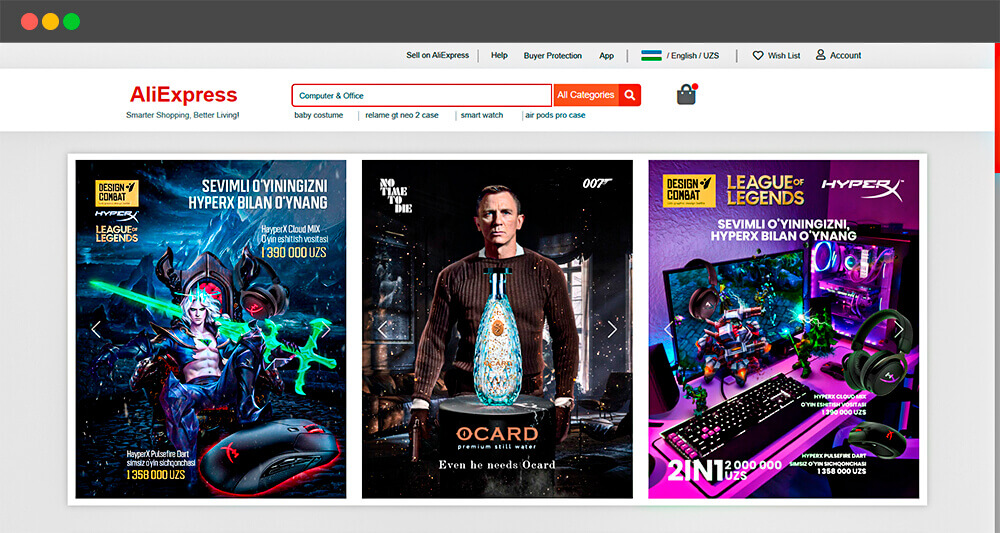 Sell on AliExpress
Help
Buyer Protection
App
/ English / UZS
Wish List
Account
AliExpress
Smarter Shopping, Better Living!
Computer & Office
All Categories
baby costume
relame gt neo 2 case
smart watch
air pods pro case
DESIGN
COMBAT
HYPERX
LEAGUE OF
LEGENDS
SEVIMLI O'YININGIZNI
HYPERX BILAN O'YNANG
HayperX Cloud MIX
O'yin eshitish vositasi
1 390 000 UZS
HayperX Pulsefire Dart
simsiz o'yin sichqonchasi
1 358 000 UZS
NO
TIME
TO
DIE
007
OCARD
OCARD
premium still water
Even he needs Ocard
DESIGN
COMBAT
LEAGUE OF
LEGENDS
HYPERX
SEVIMLI O'YININGIZNI,
HYPERX BILAN O'YNANG
HYPERX CLOUD MIX
O'YIN ESHITISH VOSITASI
1 390 000 UZS
HYPERX PULSEFIRE DART
SIMSIZ O'YIN SICHQONCHASI
1 358 000 UZS
2IN1 2 000 000
UZS